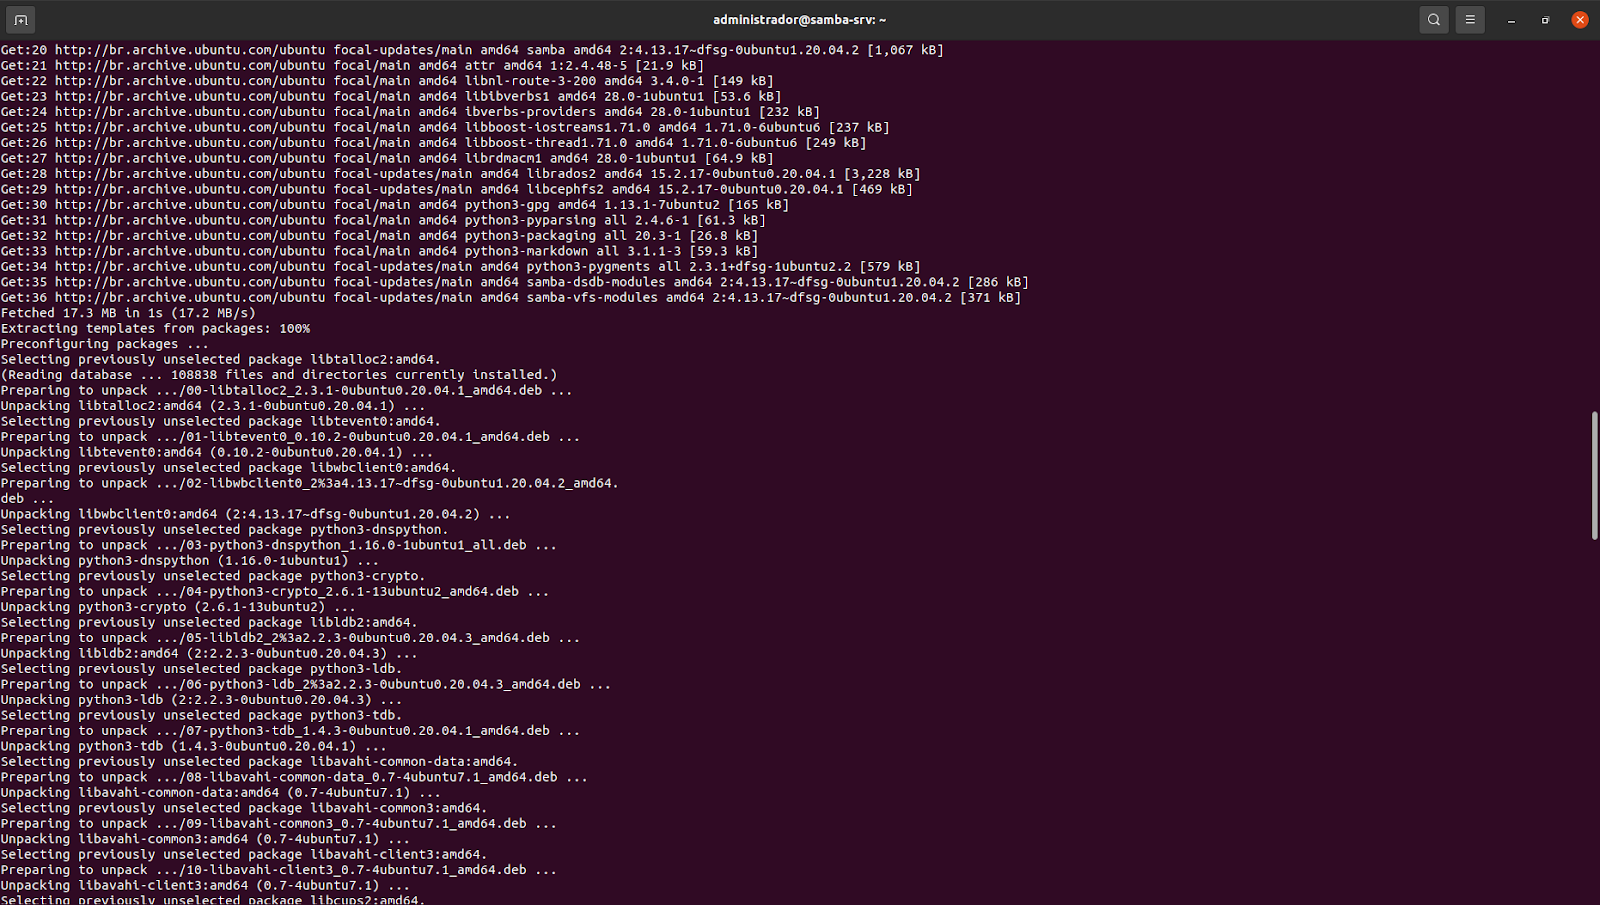 administrador@samba-srv: ~
Get:20 http://br.archive.ubuntu.com/ubuntu focal-updates/main amd64 samba amd64 2:4.13.17~dfsg-0ubuntu1.20.04.2 [1,067 kB]
Get:21 http://br.archive.ubuntu.com/ubuntu focal/main amd64 attr amd64 1:2.4.48-5 [21.9 kB]
Get:22 http://br.archive.ubuntu.com/ubuntu focal/main amd64 libnl-route-3-200 amd64 3.4.0-1 [149 kB]
Get:23 http://br.archive.ubuntu.com/ubuntu focal/main amd64 libibverbs1 amd64 28.0-1ubuntu1 [53.6 kB]
Get:24 http://br.archive.ubuntu.com/ubuntu focal/main amd64 ibverbs-providers amd64 28.0-1ubuntu1 [232 kB]
Get:25 http://br.archive.ubuntu.com/ubuntu focal/main amd64 libboost-iostreams1.71.0 amd64 1.71.0-6ubuntu6 [237 kB]
Get:26 http://br.archive.ubuntu.com/ubuntu focal/main amd64 libboost-thread1.71.0 amd64 1.71.0-6ubuntu6 [249 kB]
Get:27 http://br.archive.ubuntu.com/ubuntu focal/main amd64 librdmacm1 amd64 28.0-1ubuntu1 [64.9 kB]
Get:28 http://br.archive.ubuntu.com/ubuntu focal-updates/main amd64 librados2 amd64 15.2.17-0ubuntu0.20.04.1 [3,228 kB]
Get:29 http://br.archive.ubuntu.com/ubuntu focal-updates/main amd64 libcephfs2 amd64 15.2.17-0ubuntu0.20.04.1 [469 kB]
Get:30 http://br.archive.ubuntu.com/ubuntu focal/main amd64 python3-gpg amd64 1.13.1-7ubuntu2 [165 kB]
Get:31 http://br.archive.ubuntu.com/ubuntu focal/main amd64 python3-pyparsing all 2.4.6-1 [61.3 kB]
Get:32 http://br.archive.ubuntu.com/ubuntu focal/main amd64 python3-packaging all 20.3-1 [26.8 kB]
Get:33 http://br.archive.ubuntu.com/ubuntu focal/main amd64 python3-markdown all 3.1.1-3 [59.3 kB]
Get:34 http://br.archive.ubuntu.com/ubuntu focal-updates/main amd64 python3-pygments all 2.3.1+dfsg-1ubuntu2.2 [579 kB]
Get:35 http://br.archive.ubuntu.com/ubuntu focal-updates/main amd64 samba-dsdb-modules amd64 2:4.13.17~dfsg-0ubuntu1.20.04.2 [286 kB]
Get:36 http://br.archive.ubuntu.com/ubuntu focal-updates/main amd64 samba-vfs-modules amd64 2:4.13.17~dfsg-0ubuntu1.20.04.2 [371 kB]
Fetched 17.3 MB in 1s (17.2 MB/s)
Extracting templates from packages: 100%
Preconfiguring packages ...
Selecting previously unselected package libtalloc2:amd64.
(Reading database ... 108838 files and directories currently installed.)
Preparing to unpack .../00-libtalloc2_2.3.1-0ubuntu0.20.04.1_amd64.deb ...
Unpacking libtalloc2:amd64 (2.3.1-0ubuntu0.20.04.1) ...
Selecting previously unselected package libtevent0:amd64.
Preparing to unpack .../01-libtevent0_0.10.2-0ubuntu0.20.04.1_amd64.deb ...
Unpacking libtevent0:amd64 (0.10.2-0ubuntu0.20.04.1) ...
Selecting previously unselected package libwbclient0:amd64.
Preparing to unpack .../02-libwbclient0_2%3a4.13.17~dfsg-0ubuntu1.20.04.2_amd64.
deb ...
Unpacking libwbclient0:amd64 (2:4.13.17~dfsg-0ubuntu1.20.04.2) ...
Selecting previously unselected package python3-dnspython.
Preparing to unpack .../03-python3-dnspython_1.16.0-1ubuntu1_all.deb ...
Unpacking python3-dnspython (1.16.0-1ubuntu1) ...
Selecting previously unselected package python3-crypto.
Preparing to unpack .../04-python3-crypto_2.6.1-13ubuntu2_amd64.deb ...
Unpacking python3-crypto (2.6.1-13ubuntu2) ...
Selecting previously unselected package libldb2:amd64.
Preparing to unpack .../05-libldb2_2%3a2.2.3-0ubuntu0.20.04.3_amd64.deb ...
Unpacking libldb2:amd64 (2:2.2.3-0ubuntu0.20.04.3) ...
Selecting previously unselected package python3-ldb.
Preparing to unpack .../06-python3-ldb_2%3a2.2.3-0ubuntu0.20.04.3_amd64.deb ...
Unpacking python3-ldb (2:2.2.3-0ubuntu0.20.04.3) ...
Selecting previously unselected package python3-tdb.
Preparing to unpack .../07-python3-tdb_1.4.3-0ubuntu0.20.04.1_amd64.deb ...
Unpacking python3-tdb (1.4.3-0ubuntu0.20.04.1) ...
Selecting previously unselected package libavahi-common-data:amd64.
Preparing to unpack .../08-libavahi-common-data_0.7-4ubuntu7.1_amd64.deb ...
Unpacking libavahi-common-data:amd64 (0.7-4ubuntu7.1) ...
Selecting previously unselected package libavahi-common3:amd64.
Preparing to unpack .../09-libavahi-common3_0.7-4ubuntu7.1_amd64.deb ...
Unpacking libavahi-common3:amd64 (0.7-4ubuntu7.1) ...
Selecting previously unselected package libavahi-client3:amd64.
Preparing to unpack .../10-libavahi-client3_0.7-4ubuntu7.1_amd64.deb ...
Unpacking libavahi-client3:amd64 (0.7-4ubuntu7.1) ...
Selecting previously unselected package libcups2:amd64.